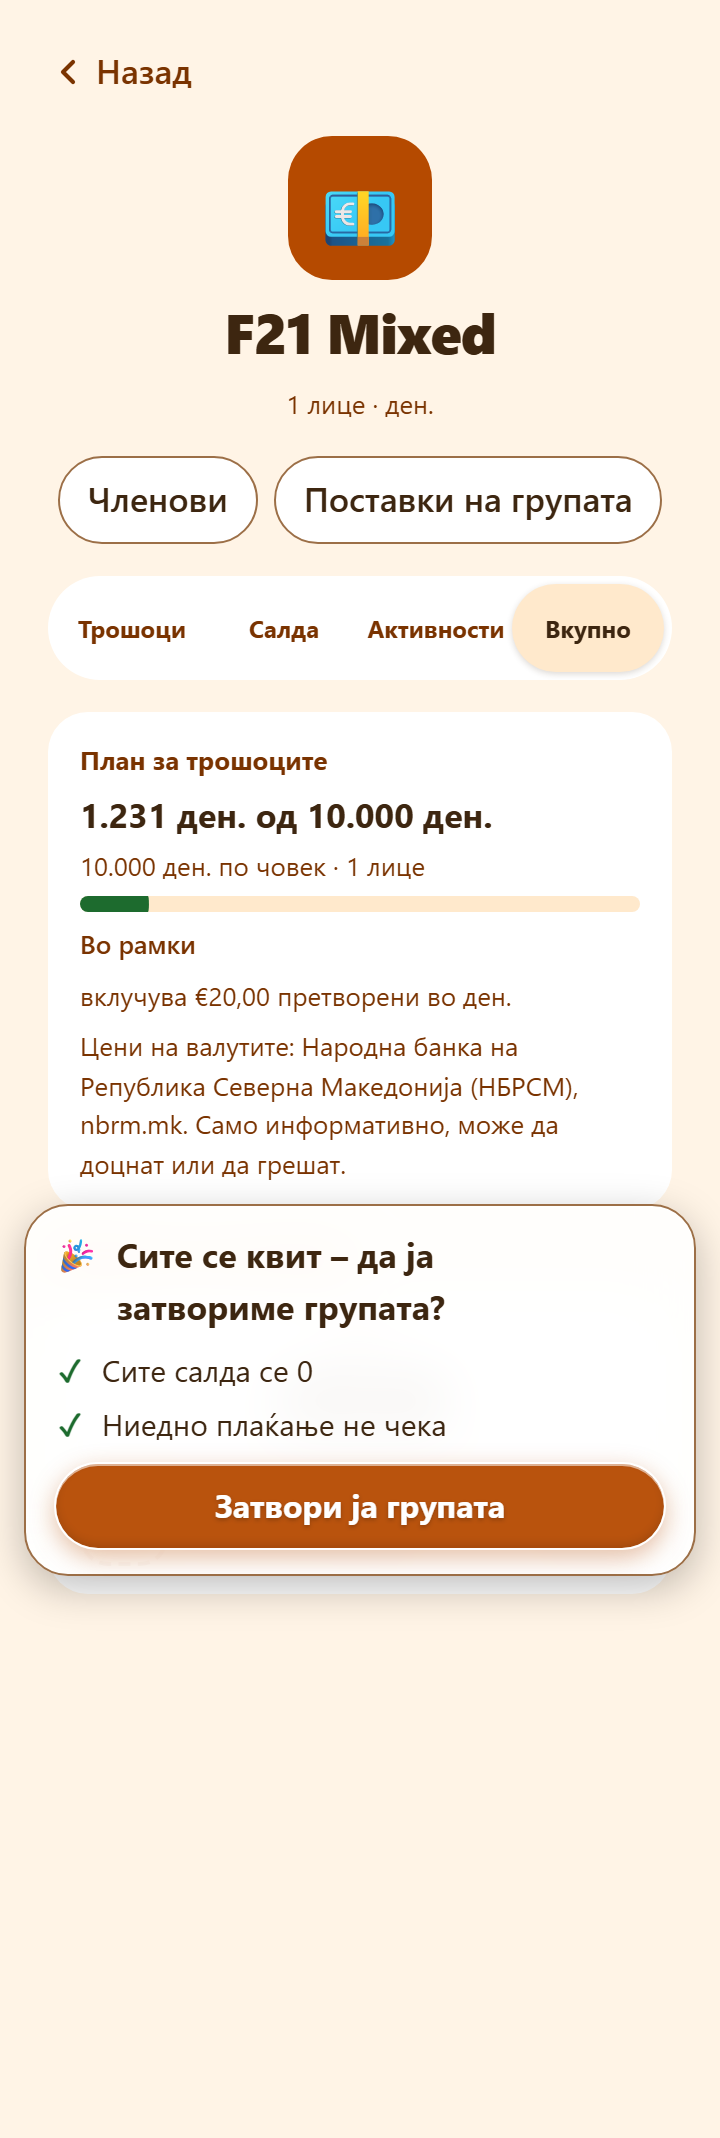 Назад
F21 Mixed
1 лице · ден.
Членови
Поставки на групата
Трошоци
Салда
Активности
Вкупно
План за трошоците
1.231 ден. од 10.000 ден.
10.000 ден. по човек · 1 лице
Во рамки
вклучува €20,00 претворени во ден.
Цени на валутите: Народна банка на
Република Северна Македонија (НБРСМ),
nbrm.mk. Само информативно, може да
доцнат или да грешат.
🎉 Сите се квит – да ја
затвориме групата?
✓ Сите салда се 0
✓ Ниедно плаќање не чека
Затвори ја групата